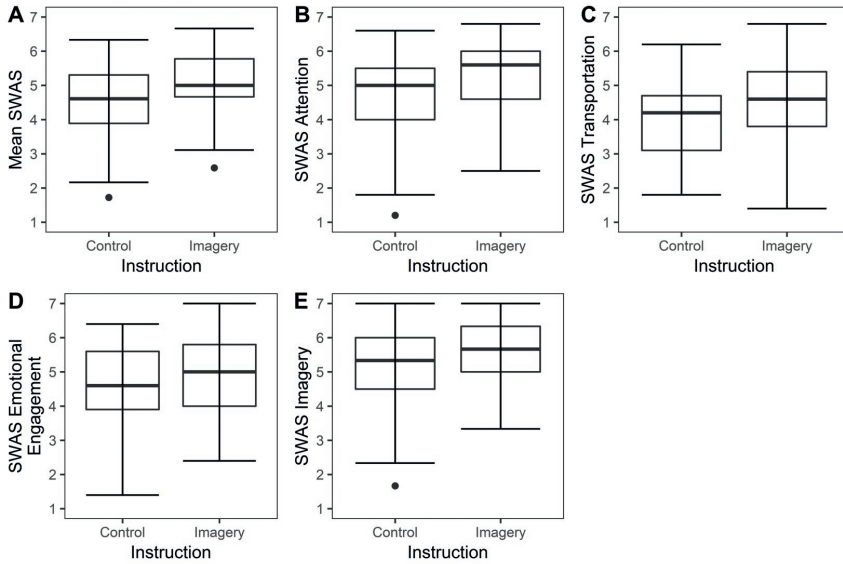 A
Mean SWAS
7
6
5
4
3
2
1
Control Imagery
Instruction
B
SWAS Attention
7
6
5
4
3
2
1
Control Imagery
Instruction
C
SWAS Transportation
7
6
5
4
3
2
1
Control Imagery
Instruction
D
SWAS Emotional
Engagement
7
6
5
4
3
2
1
Control Imagery
Instruction
E
SWAS Imagery
7
6
5
4
3
2
1
Control Imagery
Instruction